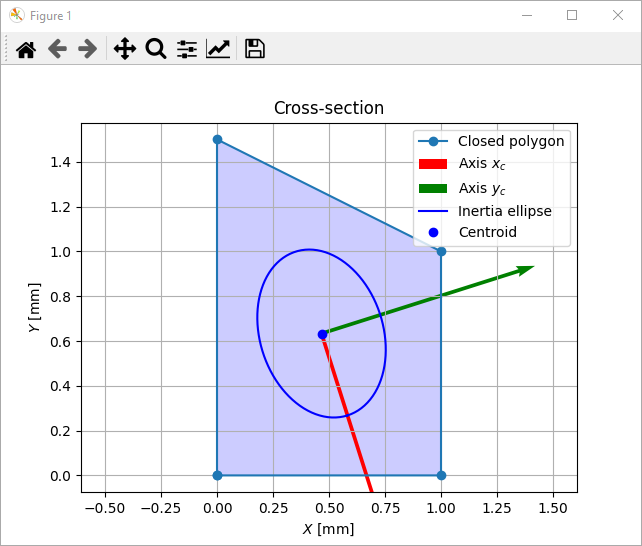 Figure 1
Cross-section
Closed polygon
Axis x_c
Axis y_c
Inertia ellipse
Centroid
1.4
1.2
1.0
0.8
0.6
0.4
0.2
0.0
Y [mm]
−0.50 −0.25 0.00 0.25 0.50 0.75 1.00 1.25 1.50
X [mm]